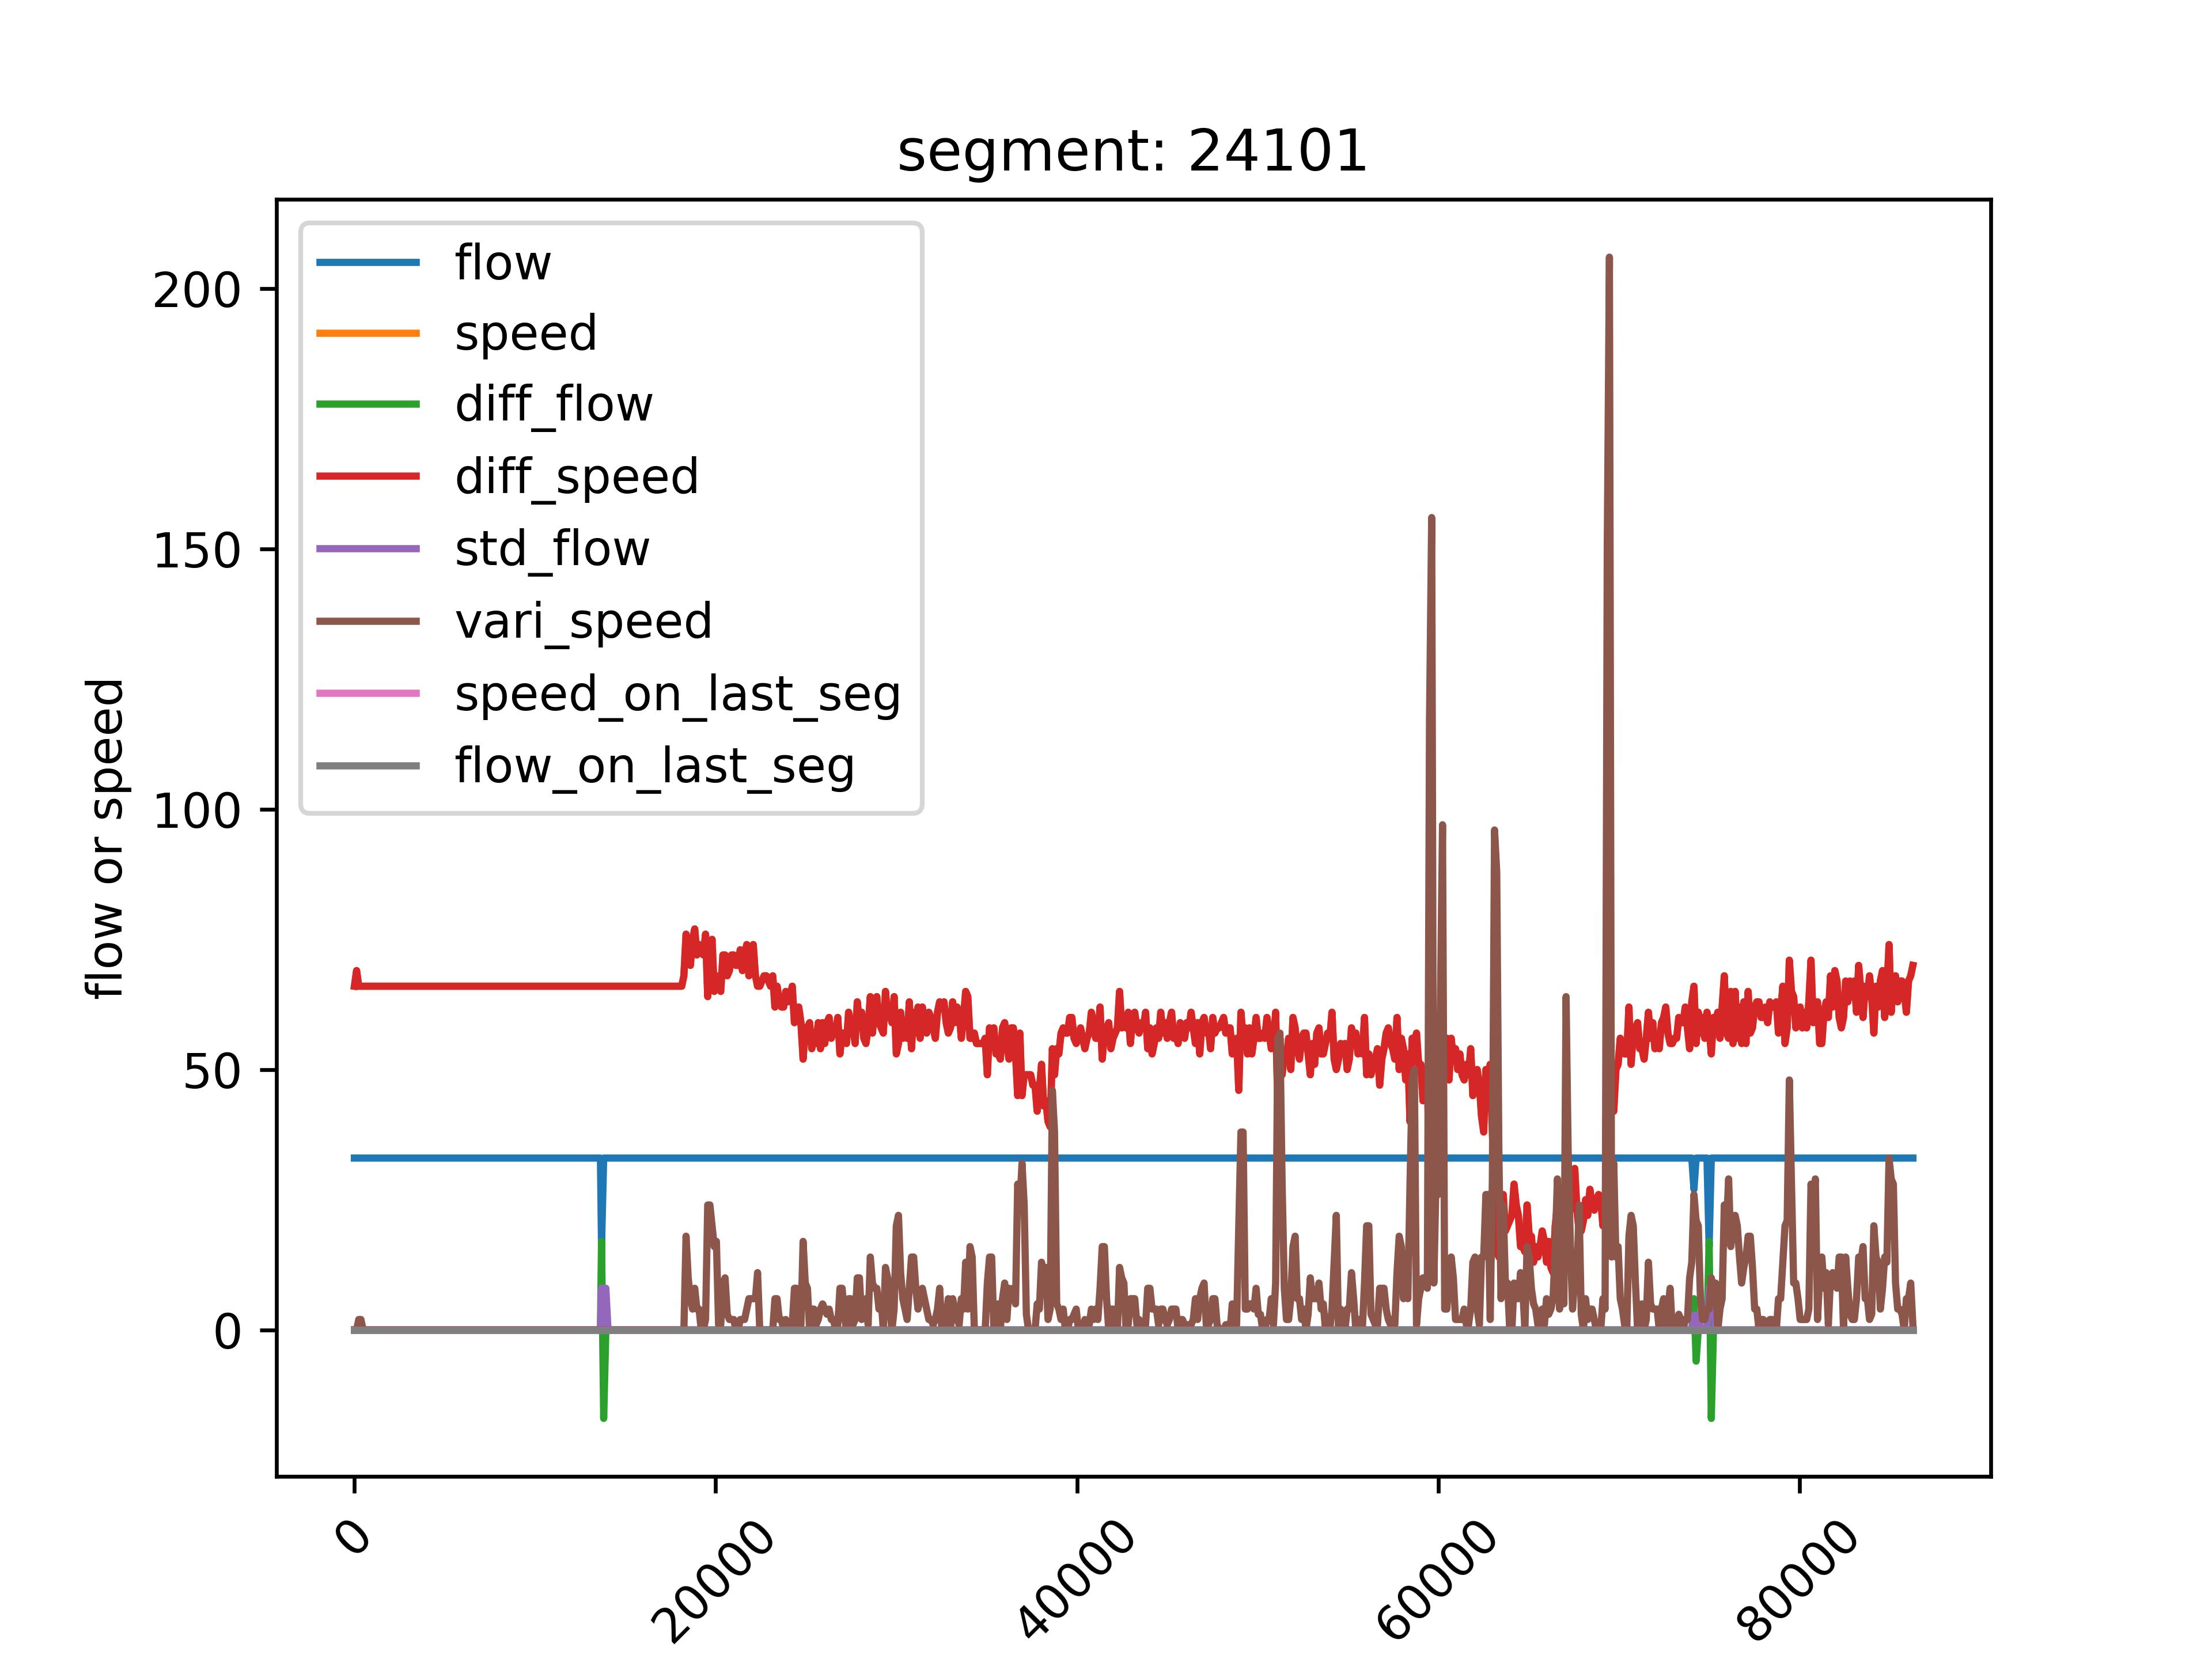 segment: 24101
flow
speed
diff_flow
diff_speed
std_flow
vari_speed
speed_on_last_seg
flow_on_last_seg
flow or speed
200
150
100
50
0
0
20000
40000
60000
80000